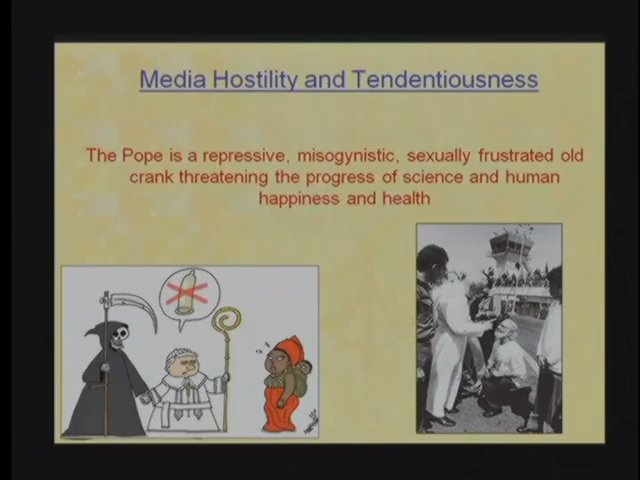 Media Hostility and Tendentiousness
The Pope is a repressive, misogynistic, sexually frustrated old
crank threatening the progress of science and human
happiness and health